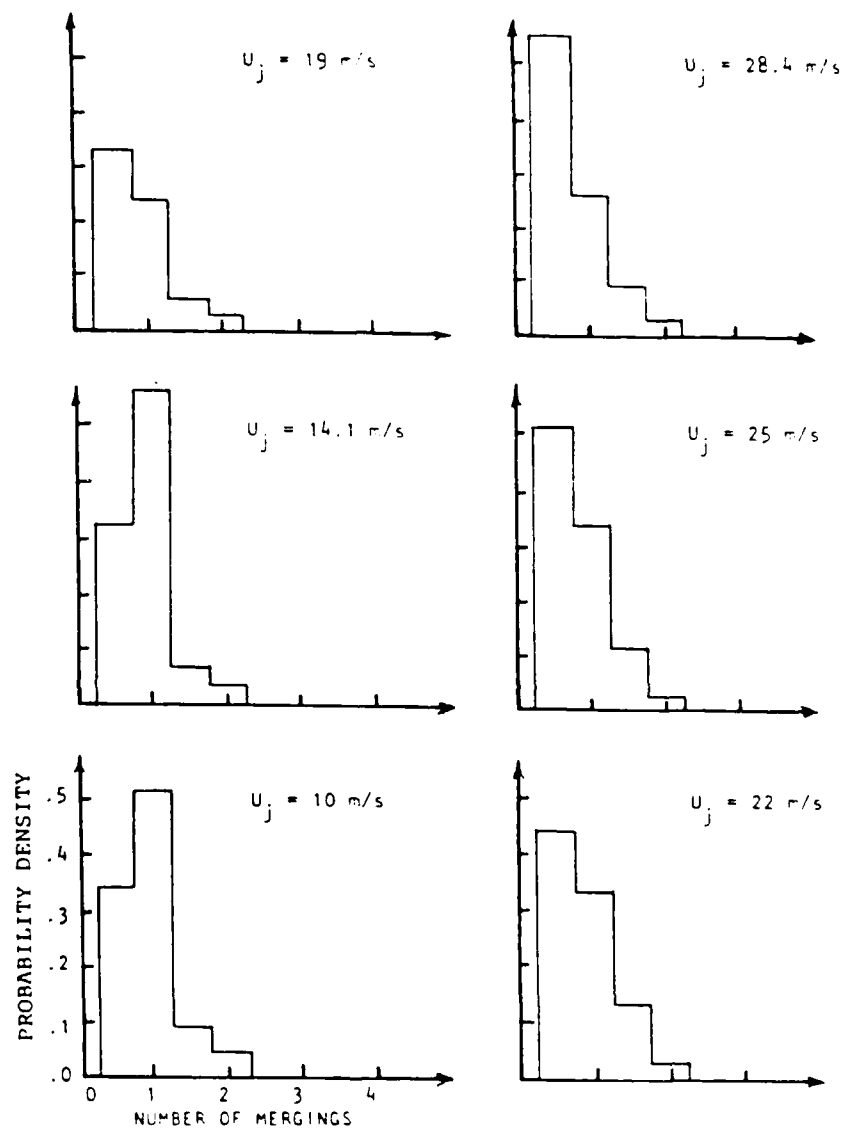 U_j = 19 m/s
U_j = 28.4 m/s
U_j = 14.1 m/s
U_j = 25 m/s
U_j = 10 m/s
U_j = 22 m/s
PROBABILITY DENSITY
.5
.4
.3
.2
.1
.0
0 1 2 3 4
NUMBER OF MERGINGS